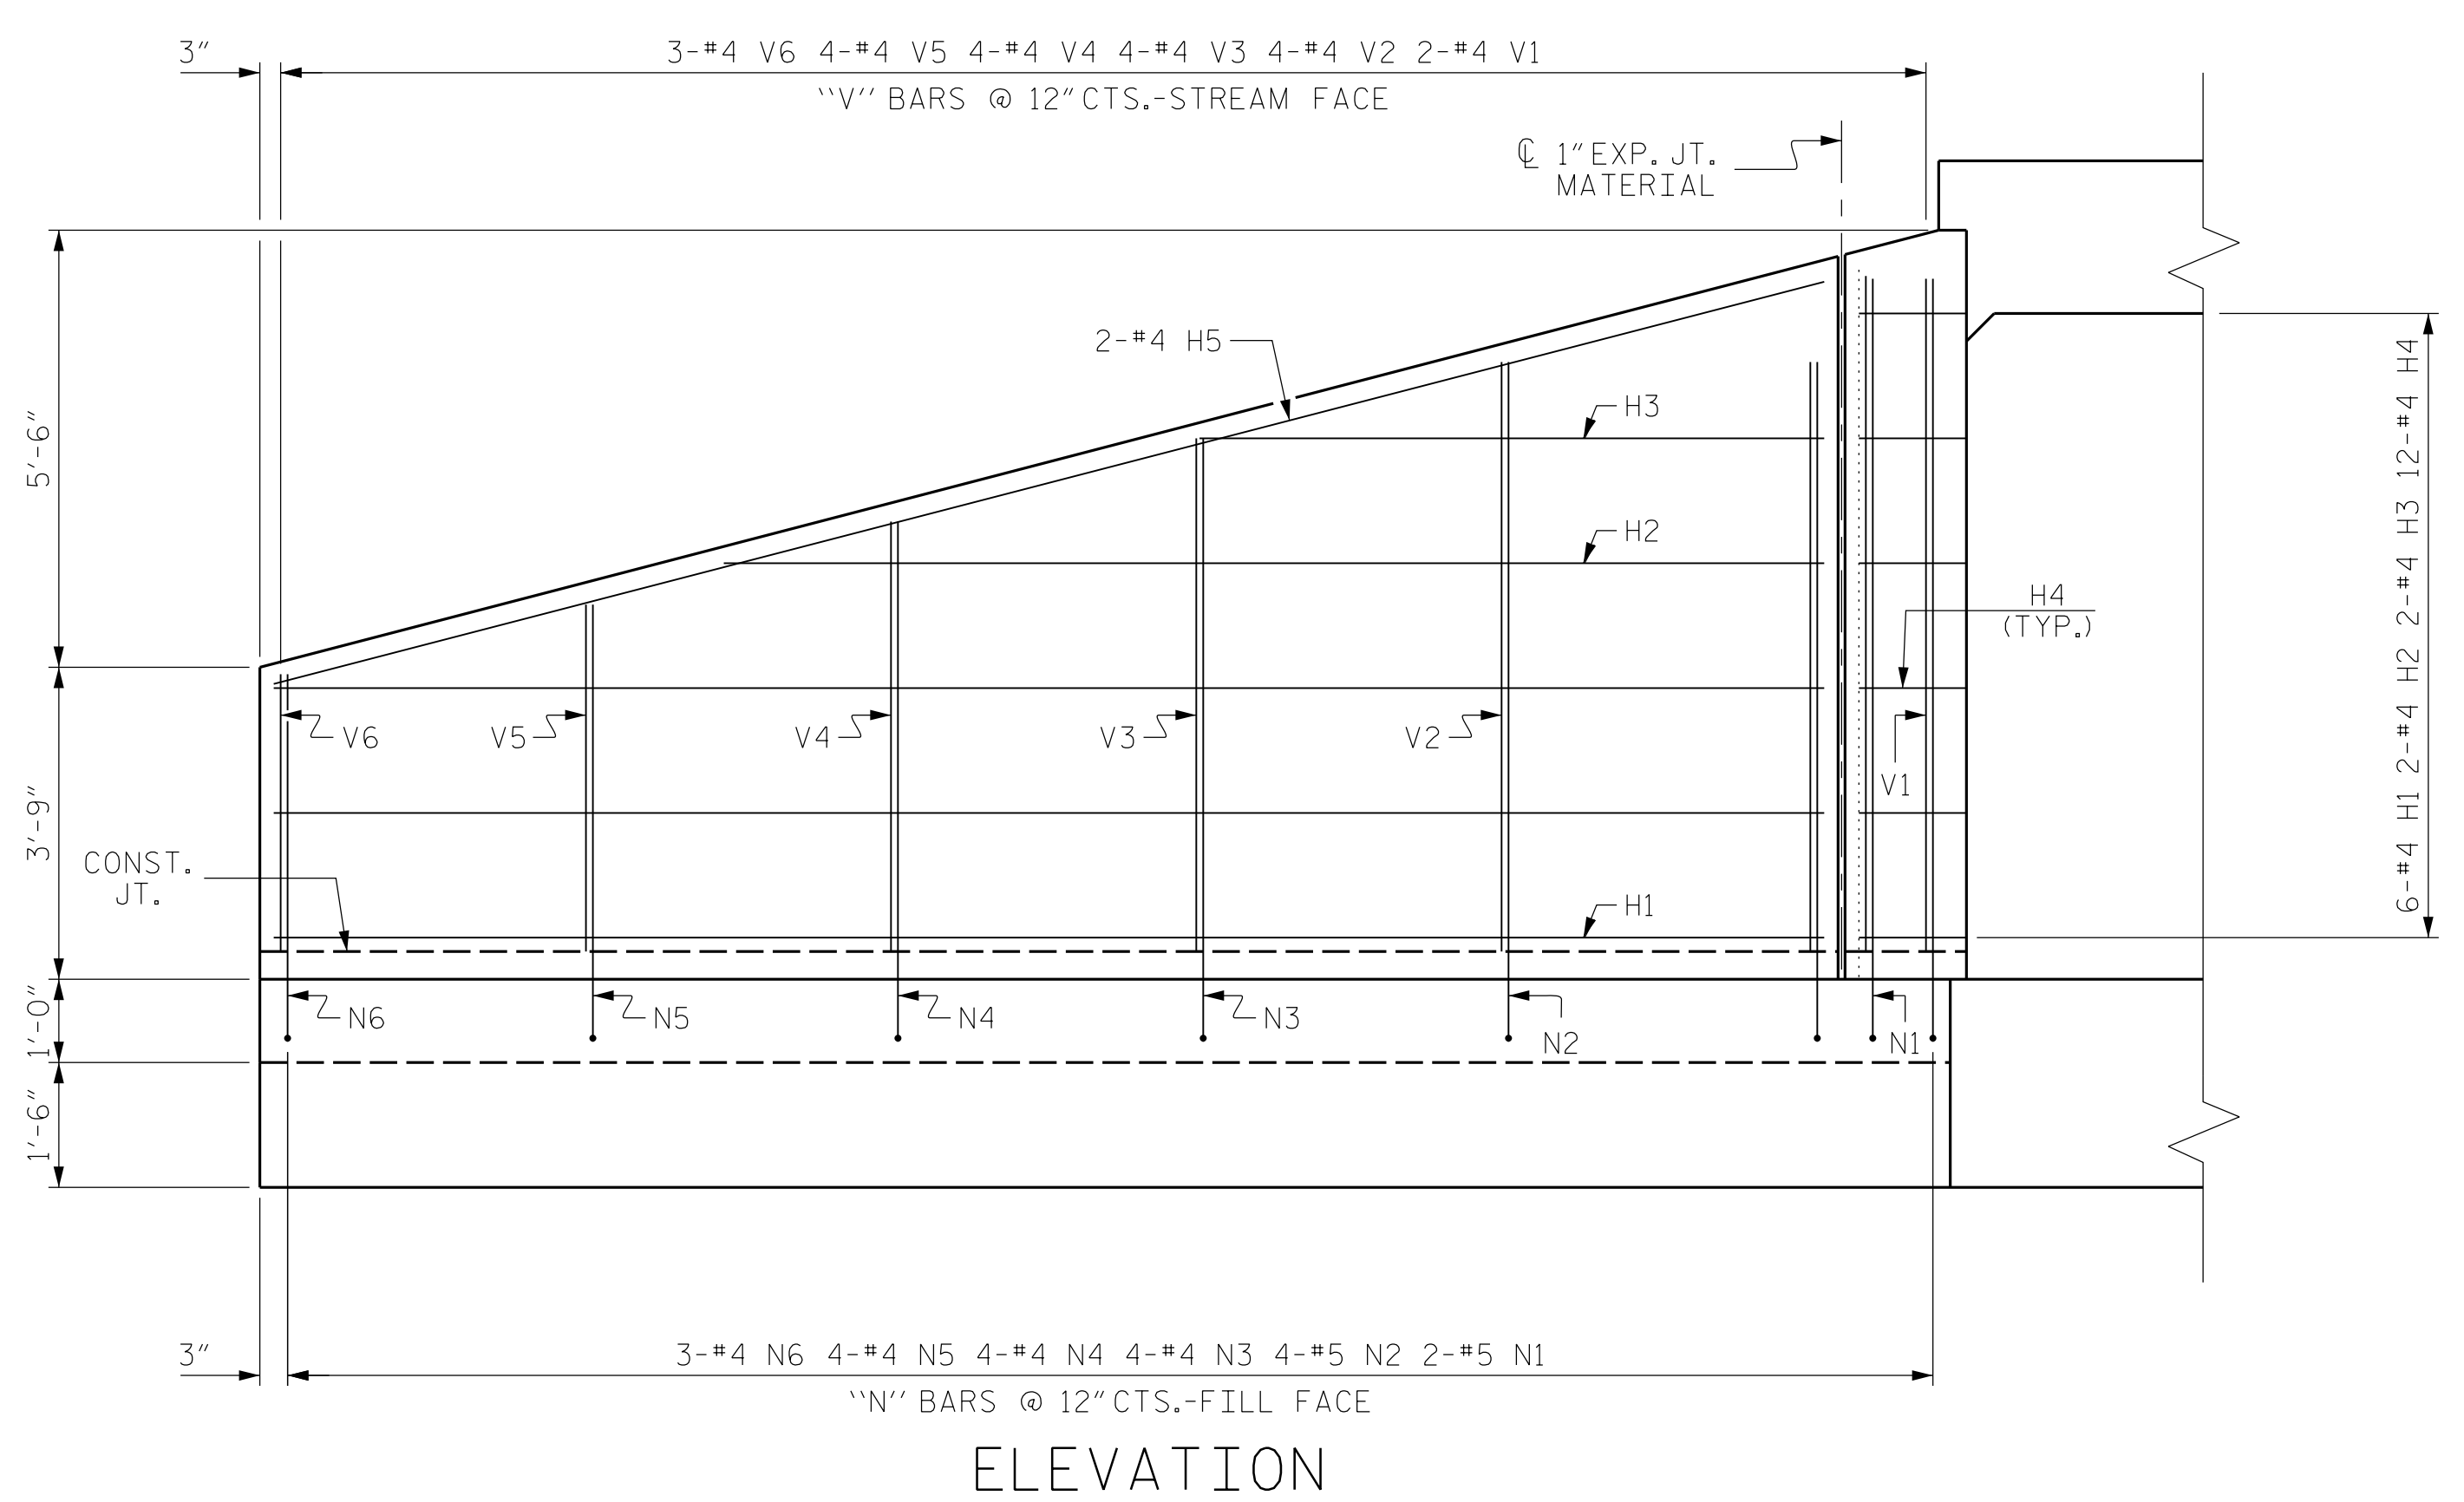 3" 3-#4 V6 4-#4 V5 4-#4 V4 4-#4 V3 4-#4 V2 2-#4 V1
"V" BARS @ 12" CTS.-STREAM FACE
℄ 1" EXP. JT.
MATERIAL
2-#4 H5
H3
5'-6"
H2
H4
(TYP.)
6-#4 H1 2-#4 H2 2-#4 H3 12-#4 H4
V6
V5
V4
V3
V2
V1
3'-9"
CONST.
JT.
H1
1'-0"
N6
N5
N4
N3
N2
N1
1'-6"
3" 3-#4 N6 4-#4 N5 4-#4 N4 4-#4 N3 4-#5 N2 2-#5 N1
"N" BARS @ 12" CTS.-FILL FACE
ELEVATION